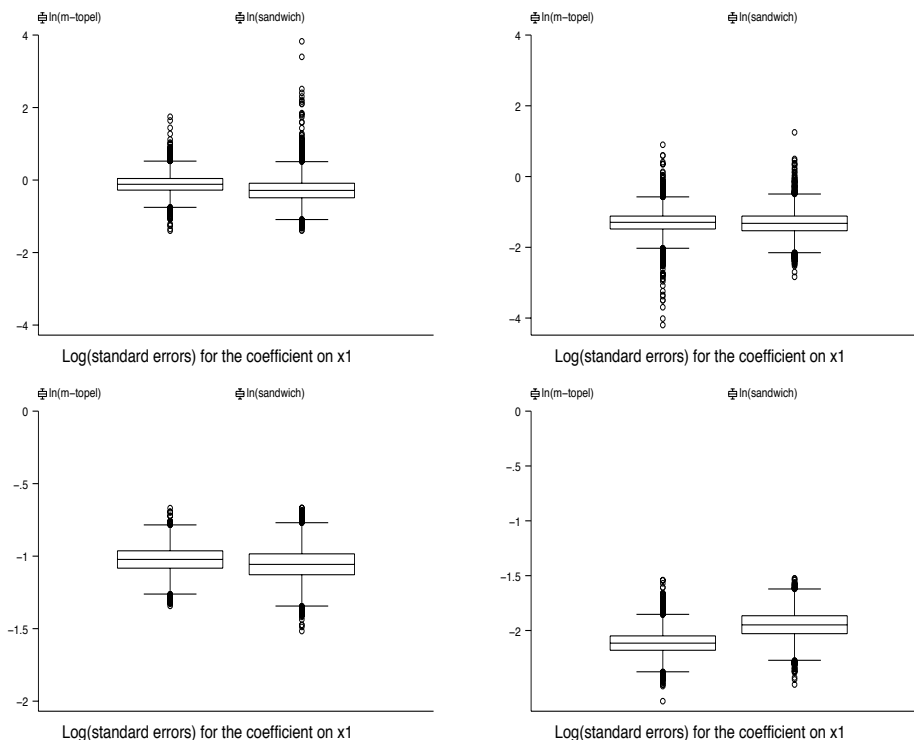 ln(m−topel) ln(sandwich)
4
2
0
−2
−4
Log(standard errors) for the coefficient on x1
ln(m−topel) ln(sandwich)
4
2
0
−2
−4
Log(standard errors) for the coefficient on x1
ln(m−topel) ln(sandwich)
0
−.5
−1
−1.5
−2
Log(standard errors) for the coefficient on x1
ln(m−topel) ln(sandwich)
0
−.5
−1
−1.5
−2
Log(standard errors) for the coefficient on x1